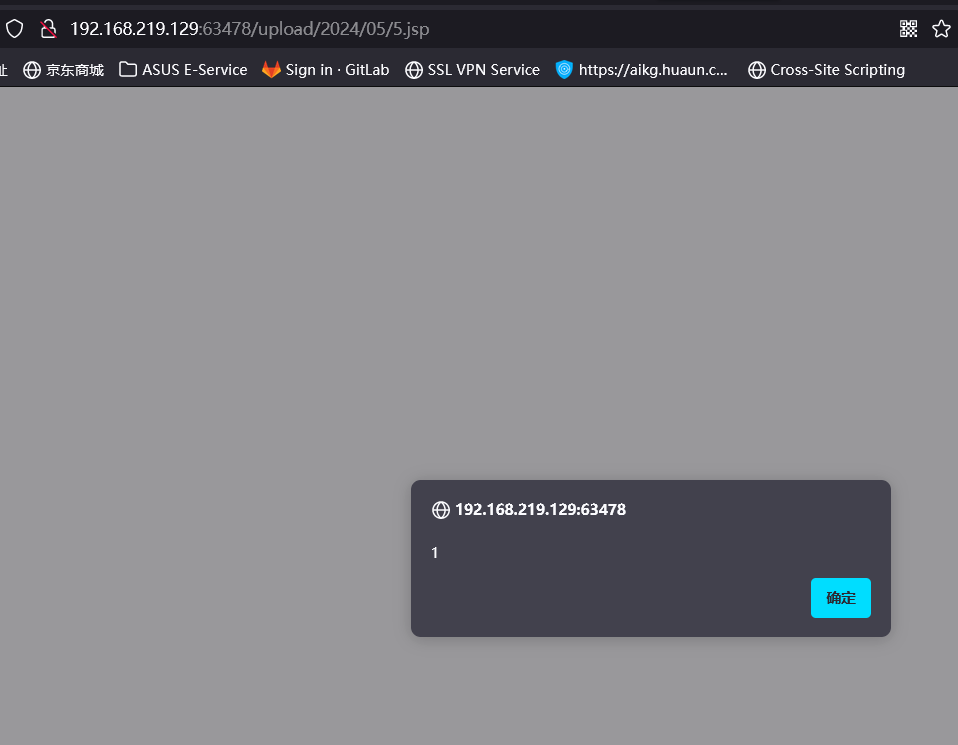 192.168.219.129:63478/upload/2024/05/5.jsp
址 京东商城 ASUS E-Service Sign in · GitLab SSL VPN Service https://aikg.huaun.c... Cross-Site Scripting
192.168.219.129:63478
1
确定